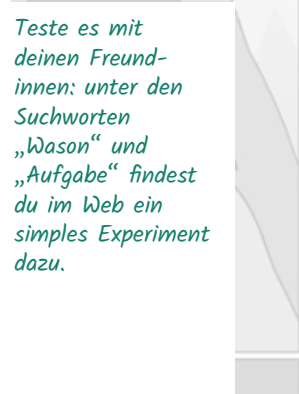 Teste es mit
deinen Freund-
innen: unter den
Suchworten
„Wason“ und
„Aufgabe“ findest
du im Web ein
simples Experiment
dazu.